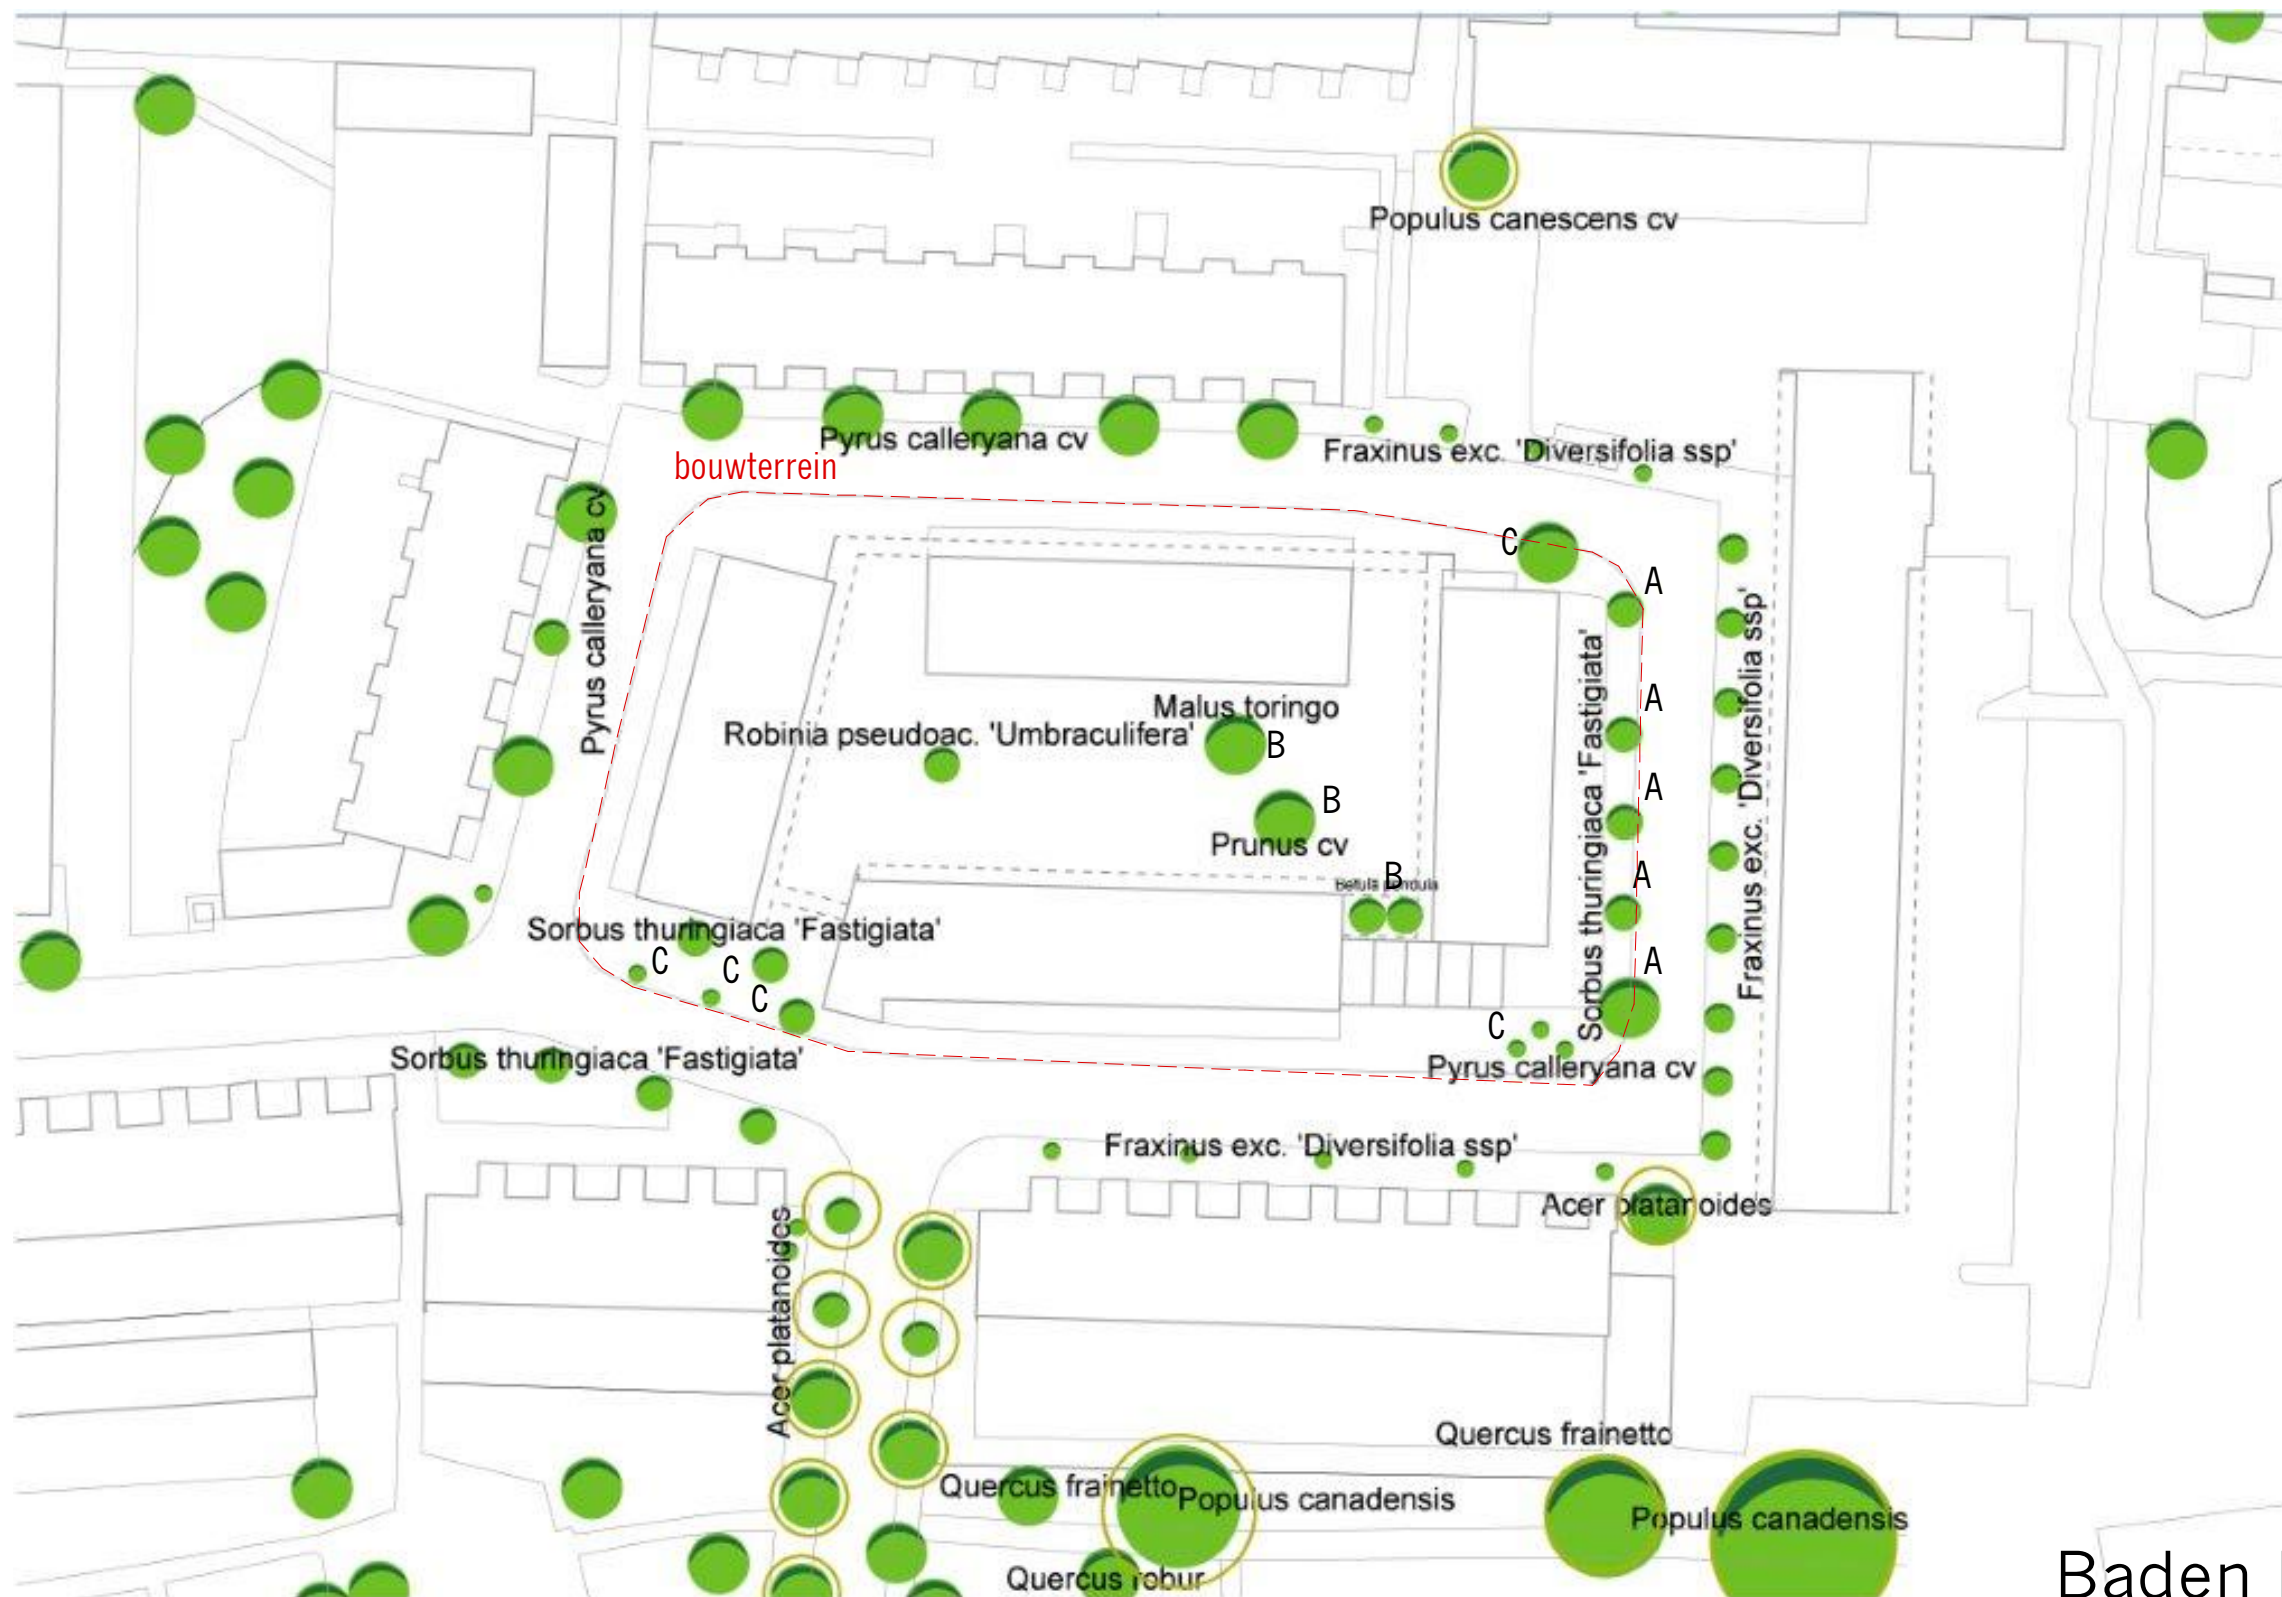 Populus canescens cv
Pyrus calleryana cv
Fraxinus exc. 'Diversifolia ssp'
bouwterrein
Pyrus calleryana cv
C
A
Malus toringo
Robinia pseudoac. 'Umbraculifera'
B
A
Sorbus thuringiaca 'Fastigiata'
Fraxinus exc. 'Diversifolia ssp'
A
B
Prunus cv
B
Betula pendula
A
Sorbus thuringiaca 'Fastigiata'
C
C
C
A
C
Pyrus calleryana cv
Sorbus thuringiaca 'Fastigiata'
Fraxinus exc. 'Diversifolia ssp'
Acer platanoides
Acer platanoides
Quercus frainetto
Quercus frainetto
Populus canadensis
Populus canadensis
Quercus robur
Baden